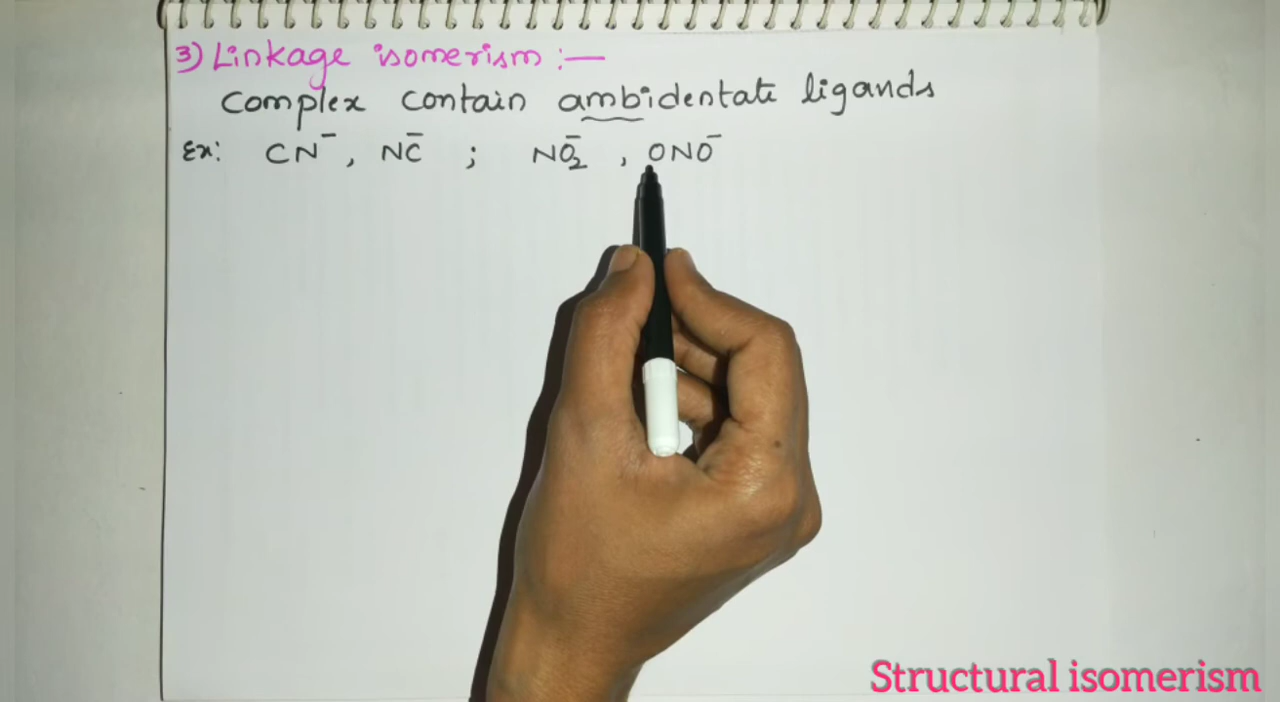 3) Linkage isomerism :—
Complex contain ambidentate ligands
Ex: CN⁻, NC⁻ ; NO₂⁻, ONO⁻
Structural isomerism